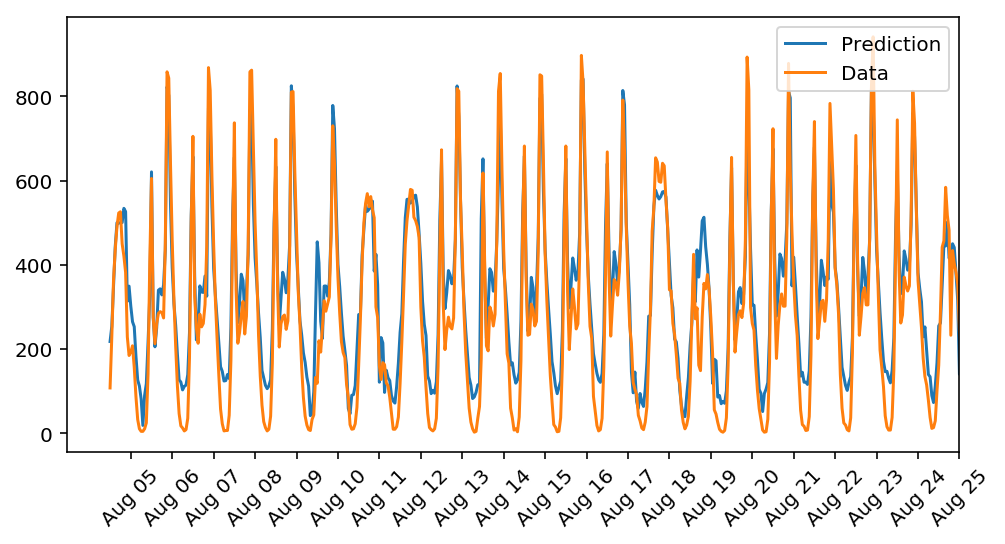 Prediction
Data
800
600
400
200
0
Aug 05
Aug 06
Aug 07
Aug 08
Aug 09
Aug 10
Aug 11
Aug 12
Aug 13
Aug 14
Aug 15
Aug 16
Aug 17
Aug 18
Aug 19
Aug 20
Aug 21
Aug 22
Aug 23
Aug 24
Aug 25